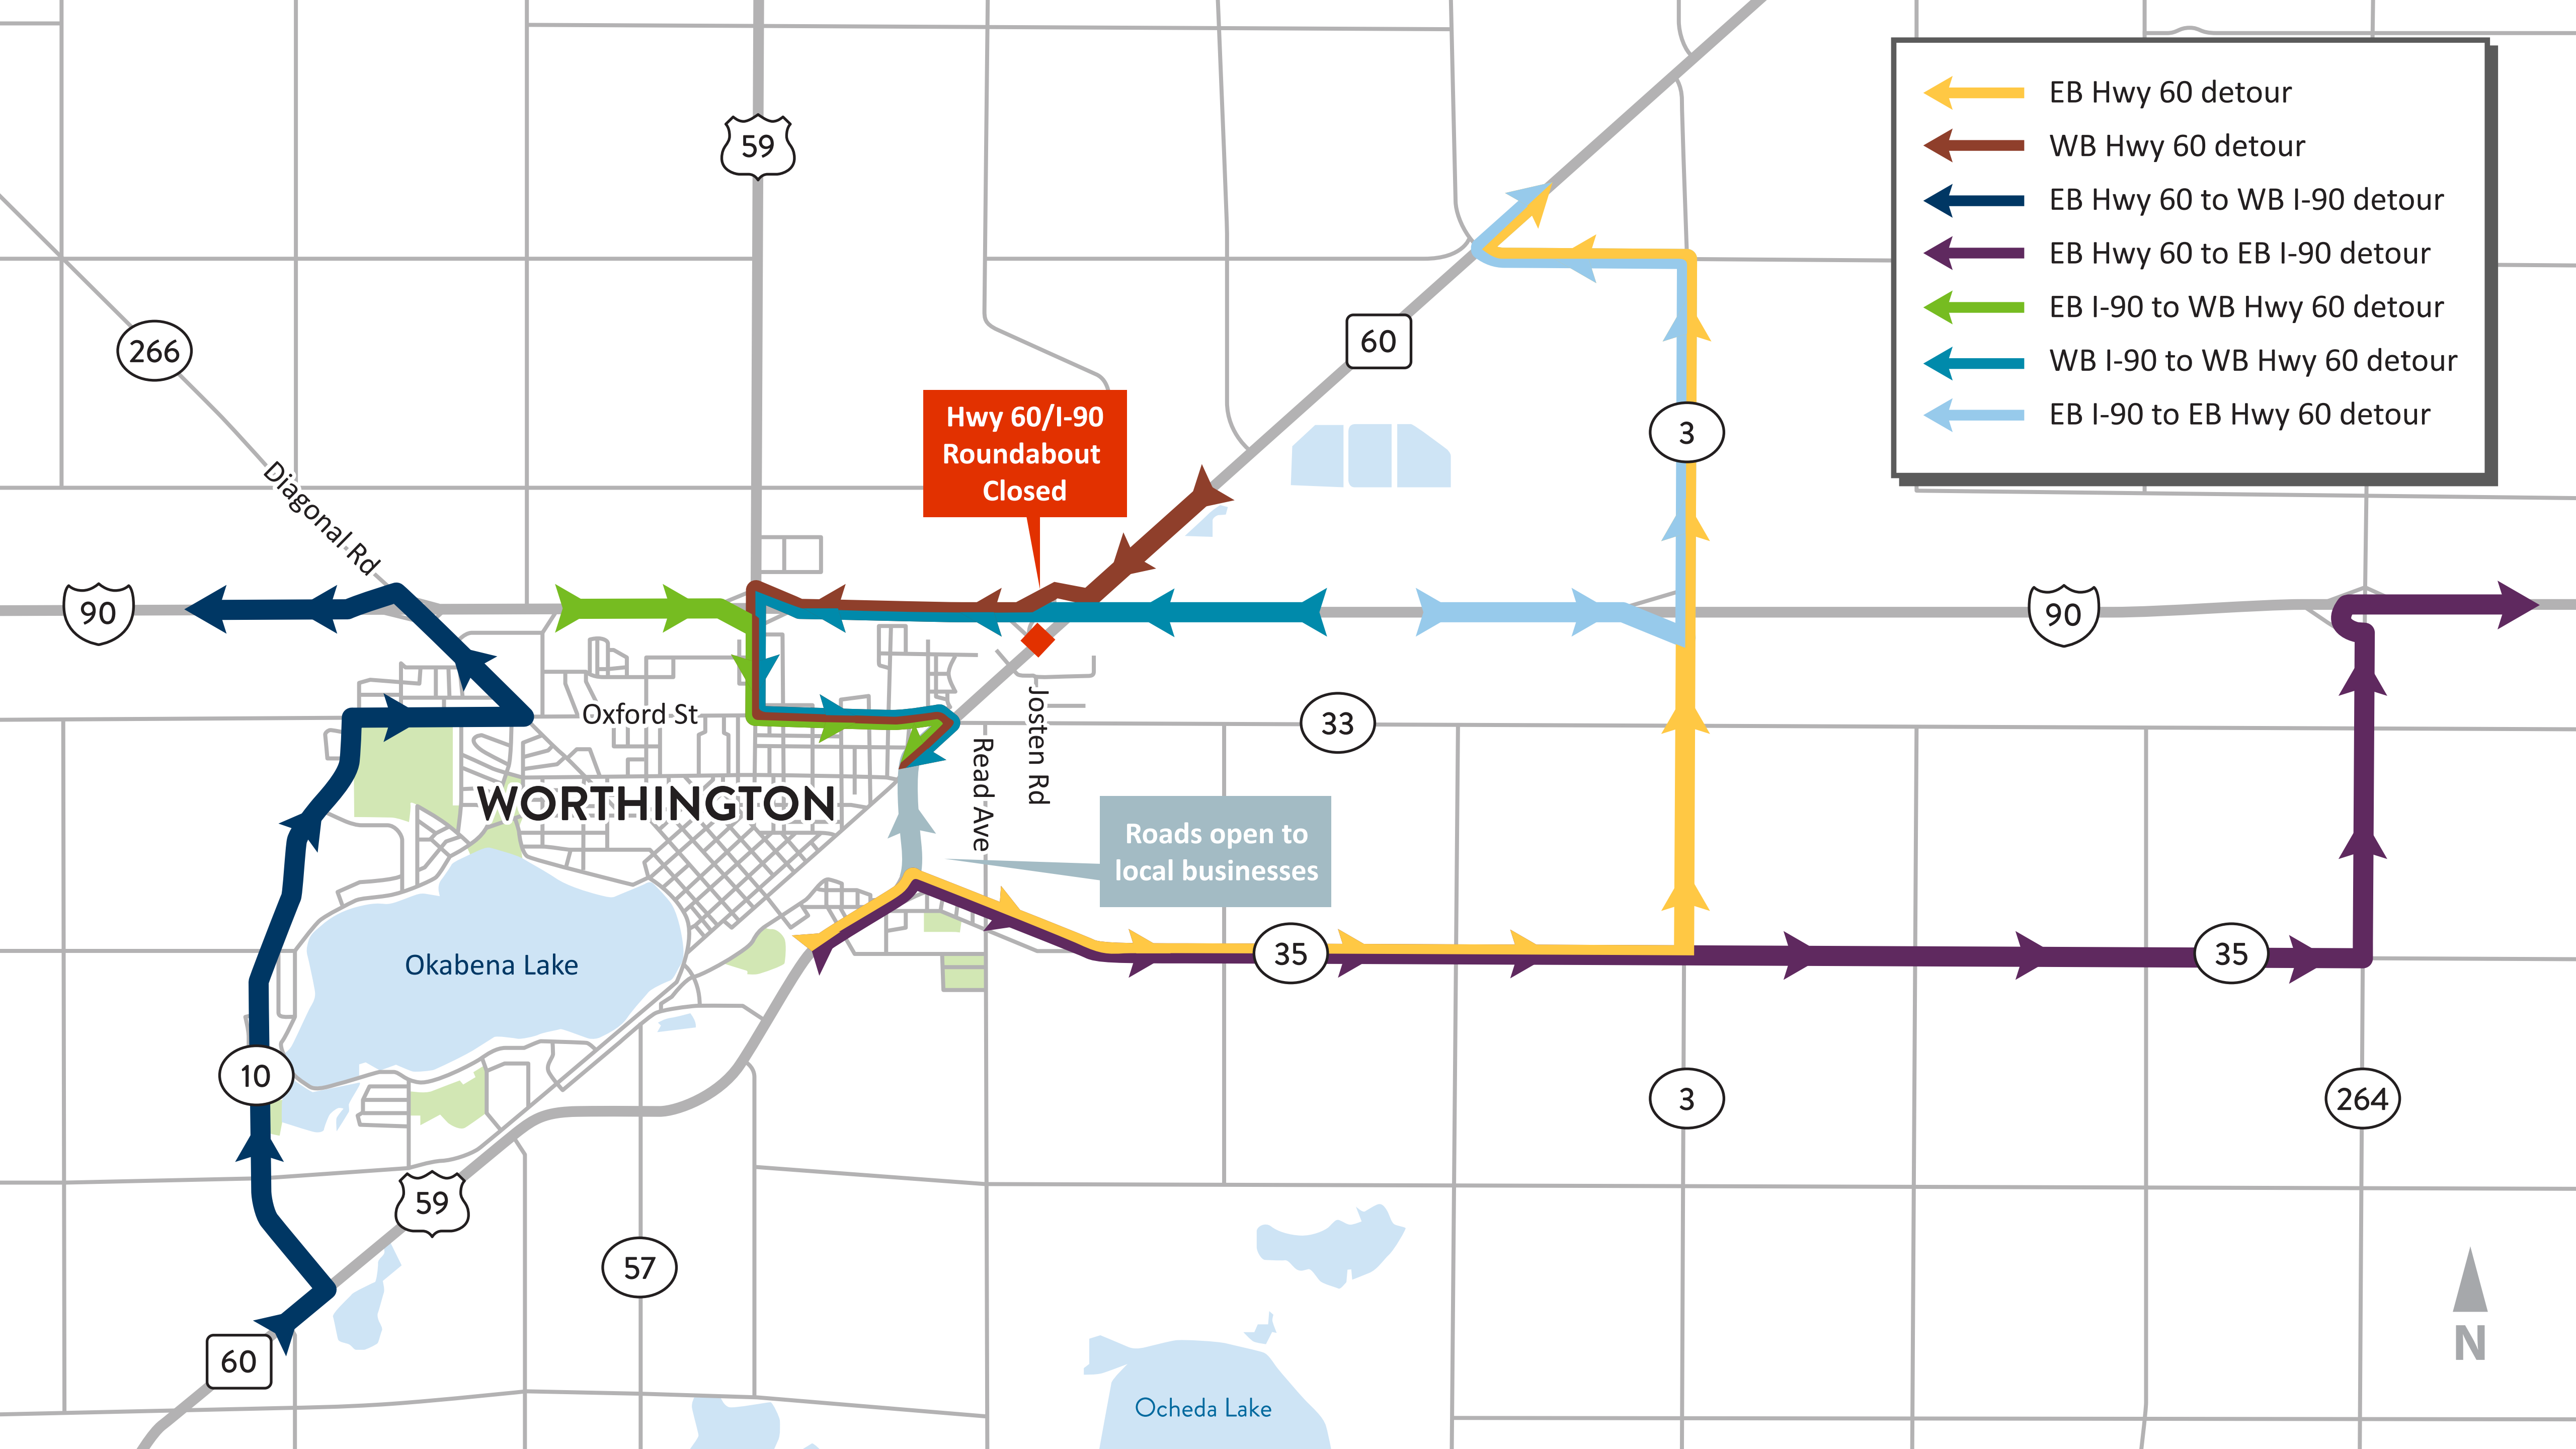 EB Hwy 60 detour
WB Hwy 60 detour
EB Hwy 60 to WB I-90 detour
EB Hwy 60 to EB I-90 detour
EB I-90 to WB Hwy 60 detour
WB I-90 to WB Hwy 60 detour
EB I-90 to EB Hwy 60 detour
59
266
60
Hwy 60/I-90
Roundabout
Closed
3
Diagonal Rd
90
90
Oxford St
33
Josten Rd
Read Ave
WORTHINGTON
Roads open to
local businesses
35
35
Okabena Lake
10
3
264
59
57
60
N
Ocheda Lake